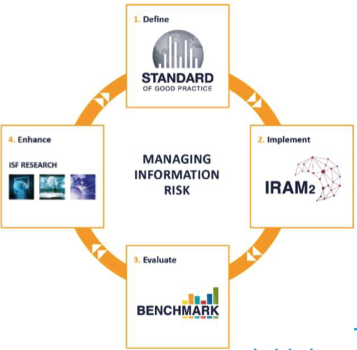 1. Define
STANDARD
OF GOOD PRACTICE
4. Enhance
ISF RESEARCH
MANAGING
INFORMATION
RISK
2. Implement
IRAM2
3. Evaluate
BENCHMARK